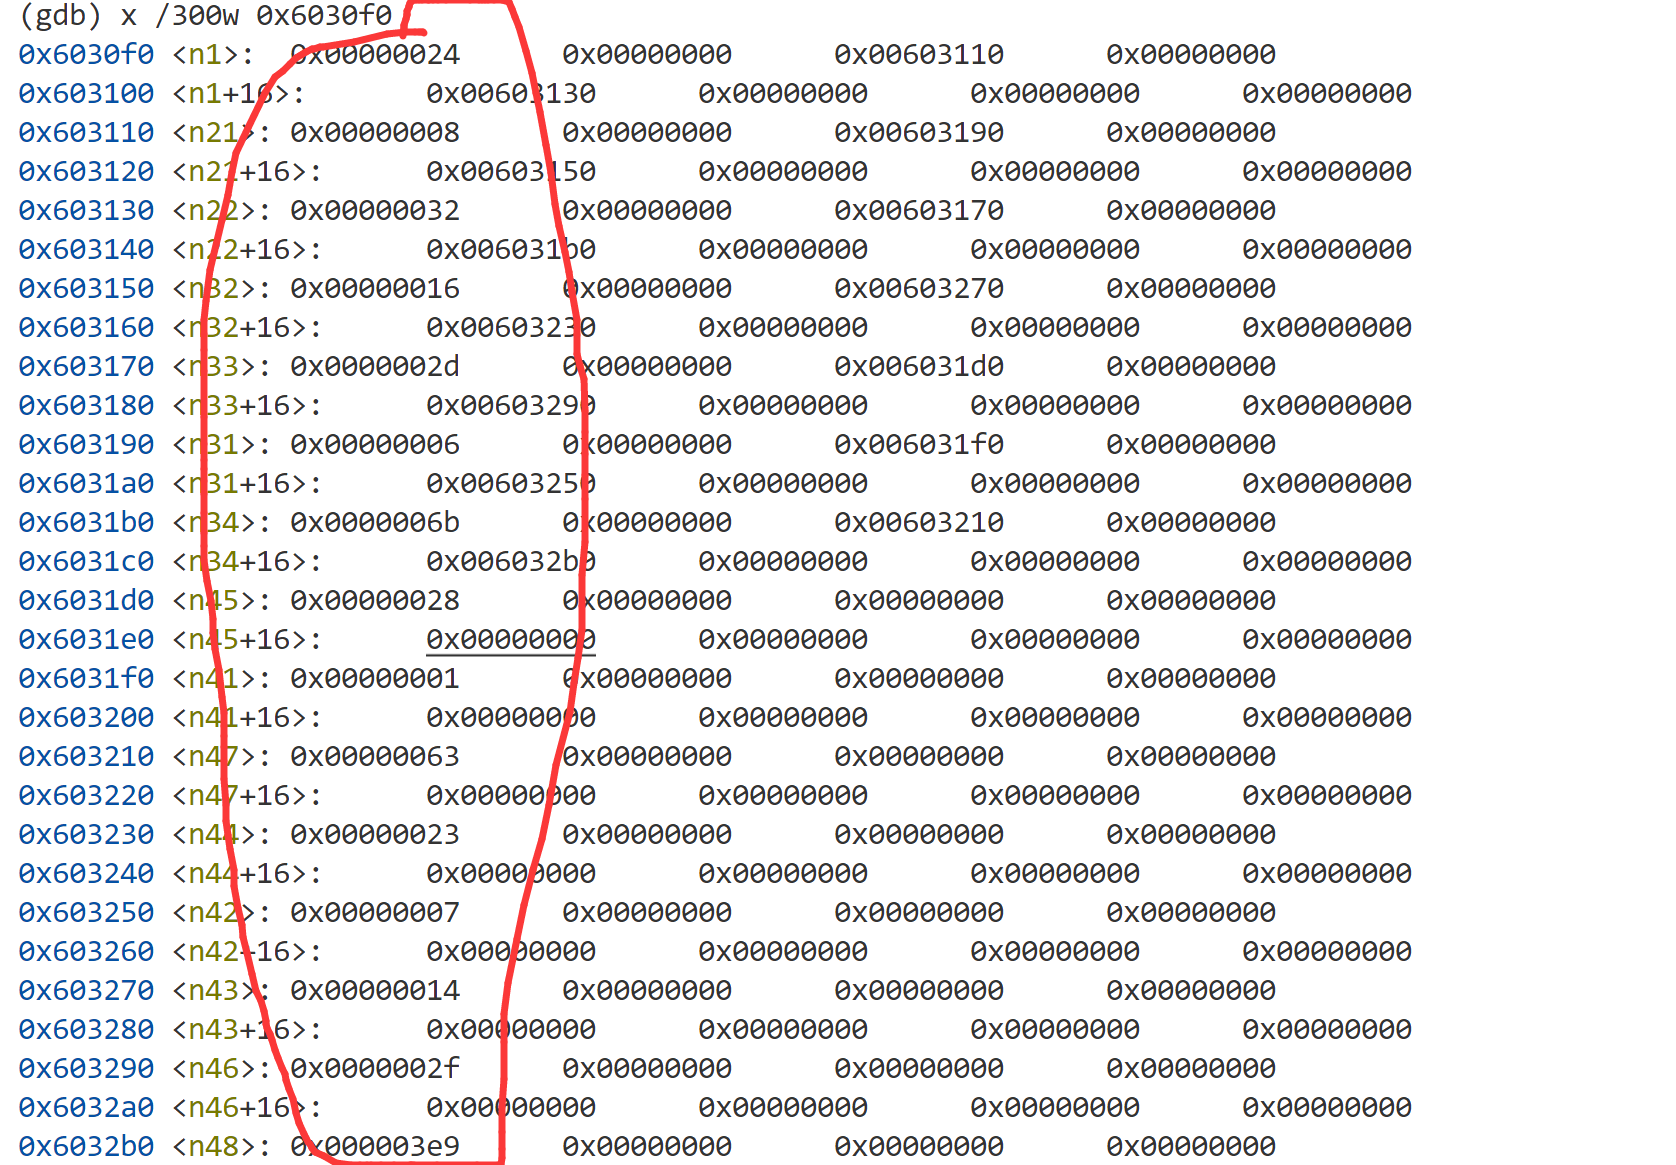 (gdb) x /300w 0x6030f0
0x6030f0 <n1>: 0x00000024 0x00000000 0x00603110 0x00000000
0x603100 <n1+16>: 0x00603130 0x00000000 0x00000000 0x00000000
0x603110 <n21>: 0x00000008 0x00000000 0x00603190 0x00000000
0x603120 <n21+16>: 0x00603150 0x00000000 0x00000000 0x00000000
0x603130 <n22>: 0x00000032 0x00000000 0x00603170 0x00000000
0x603140 <n22+16>: 0x006031b0 0x00000000 0x00000000 0x00000000
0x603150 <n32>: 0x00000016 0x00000000 0x00603270 0x00000000
0x603160 <n32+16>: 0x00603230 0x00000000 0x00000000 0x00000000
0x603170 <n33>: 0x0000002d 0x00000000 0x006031d0 0x00000000
0x603180 <n33+16>: 0x00603290 0x00000000 0x00000000 0x00000000
0x603190 <n31>: 0x00000006 0x00000000 0x006031f0 0x00000000
0x6031a0 <n31+16>: 0x00603250 0x00000000 0x00000000 0x00000000
0x6031b0 <n34>: 0x0000006b 0x00000000 0x00603210 0x00000000
0x6031c0 <n34+16>: 0x006032b0 0x00000000 0x00000000 0x00000000
0x6031d0 <n45>: 0x00000028 0x00000000 0x00000000 0x00000000
0x6031e0 <n45+16>: 0x00000000 0x00000000 0x00000000 0x00000000
0x6031f0 <n41>: 0x00000001 0x00000000 0x00000000 0x00000000
0x603200 <n41+16>: 0x00000000 0x00000000 0x00000000 0x00000000
0x603210 <n47>: 0x00000063 0x00000000 0x00000000 0x00000000
0x603220 <n47+16>: 0x00000000 0x00000000 0x00000000 0x00000000
0x603230 <n44>: 0x00000023 0x00000000 0x00000000 0x00000000
0x603240 <n44+16>: 0x00000000 0x00000000 0x00000000 0x00000000
0x603250 <n42>: 0x00000007 0x00000000 0x00000000 0x00000000
0x603260 <n42+16>: 0x00000000 0x00000000 0x00000000 0x00000000
0x603270 <n43>: 0x00000014 0x00000000 0x00000000 0x00000000
0x603280 <n43+16>: 0x00000000 0x00000000 0x00000000 0x00000000
0x603290 <n46>: 0x0000002f 0x00000000 0x00000000 0x00000000
0x6032a0 <n46+16>: 0x00000000 0x00000000 0x00000000 0x00000000
0x6032b0 <n48>: 0x000003e9 0x00000000 0x00000000 0x00000000